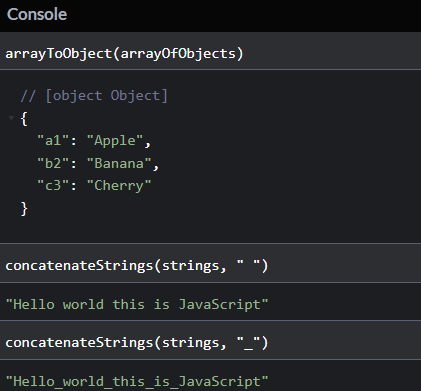 Console
arrayToObject(arrayOfObjects)
// [object Object]
{
"a1": "Apple",
"b2": "Banana",
"c3": "Cherry"
}
concatenateStrings(strings, " ")
"Hello world this is JavaScript"
concatenateStrings(strings, "_")
"Hello_world_this_is_JavaScript"